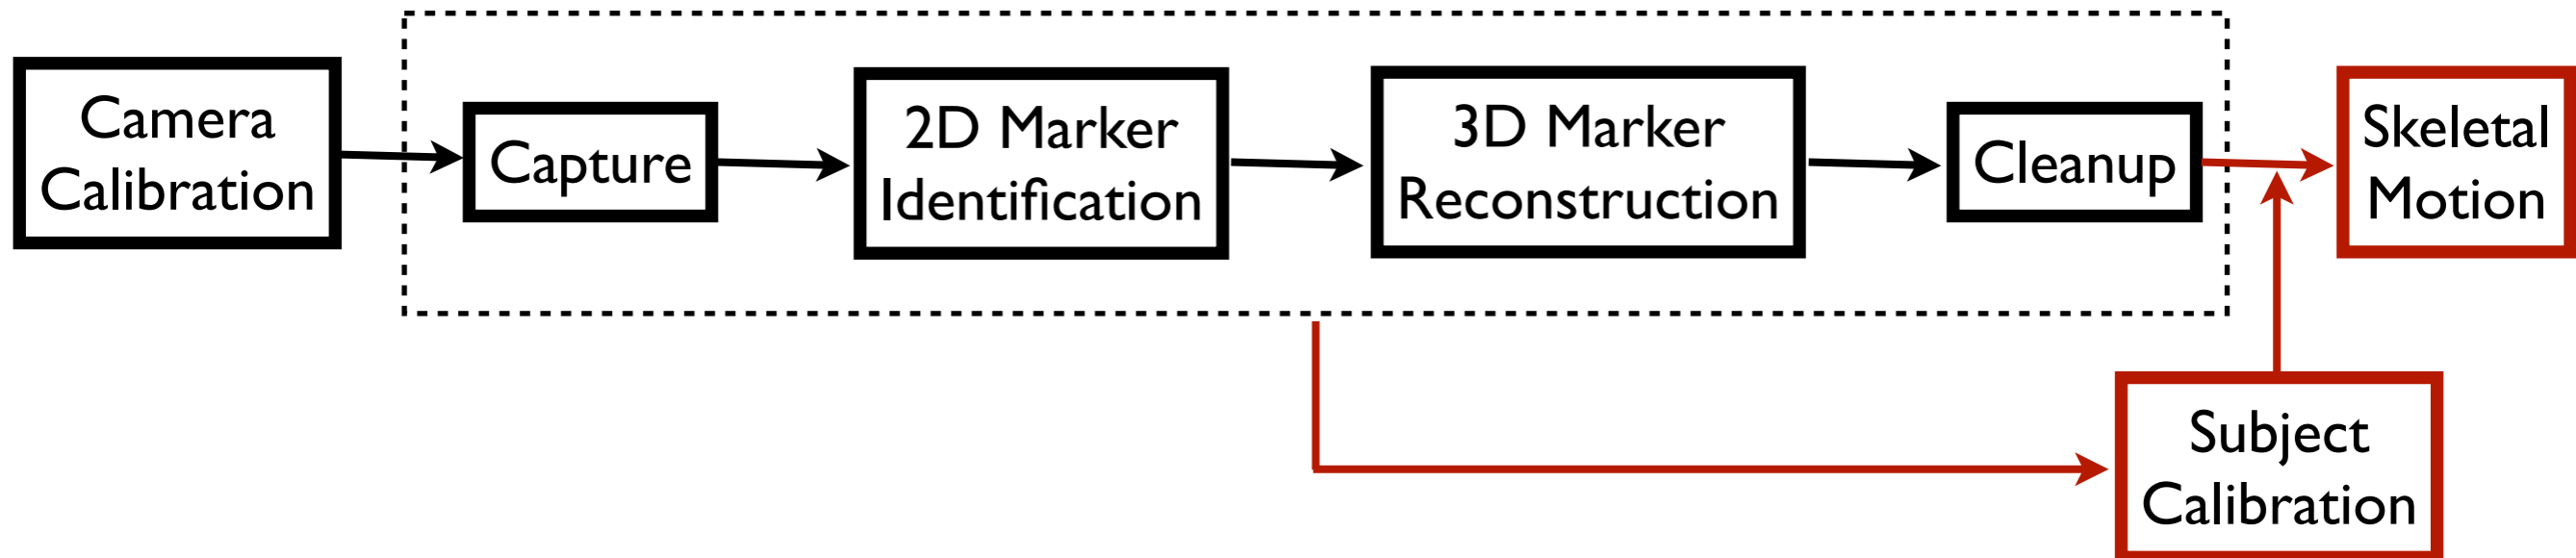 Camera
Calibration
Capture
2D Marker
Identification
3D Marker
Reconstruction
Cleanup
Skeletal
Motion
Subject
Calibration